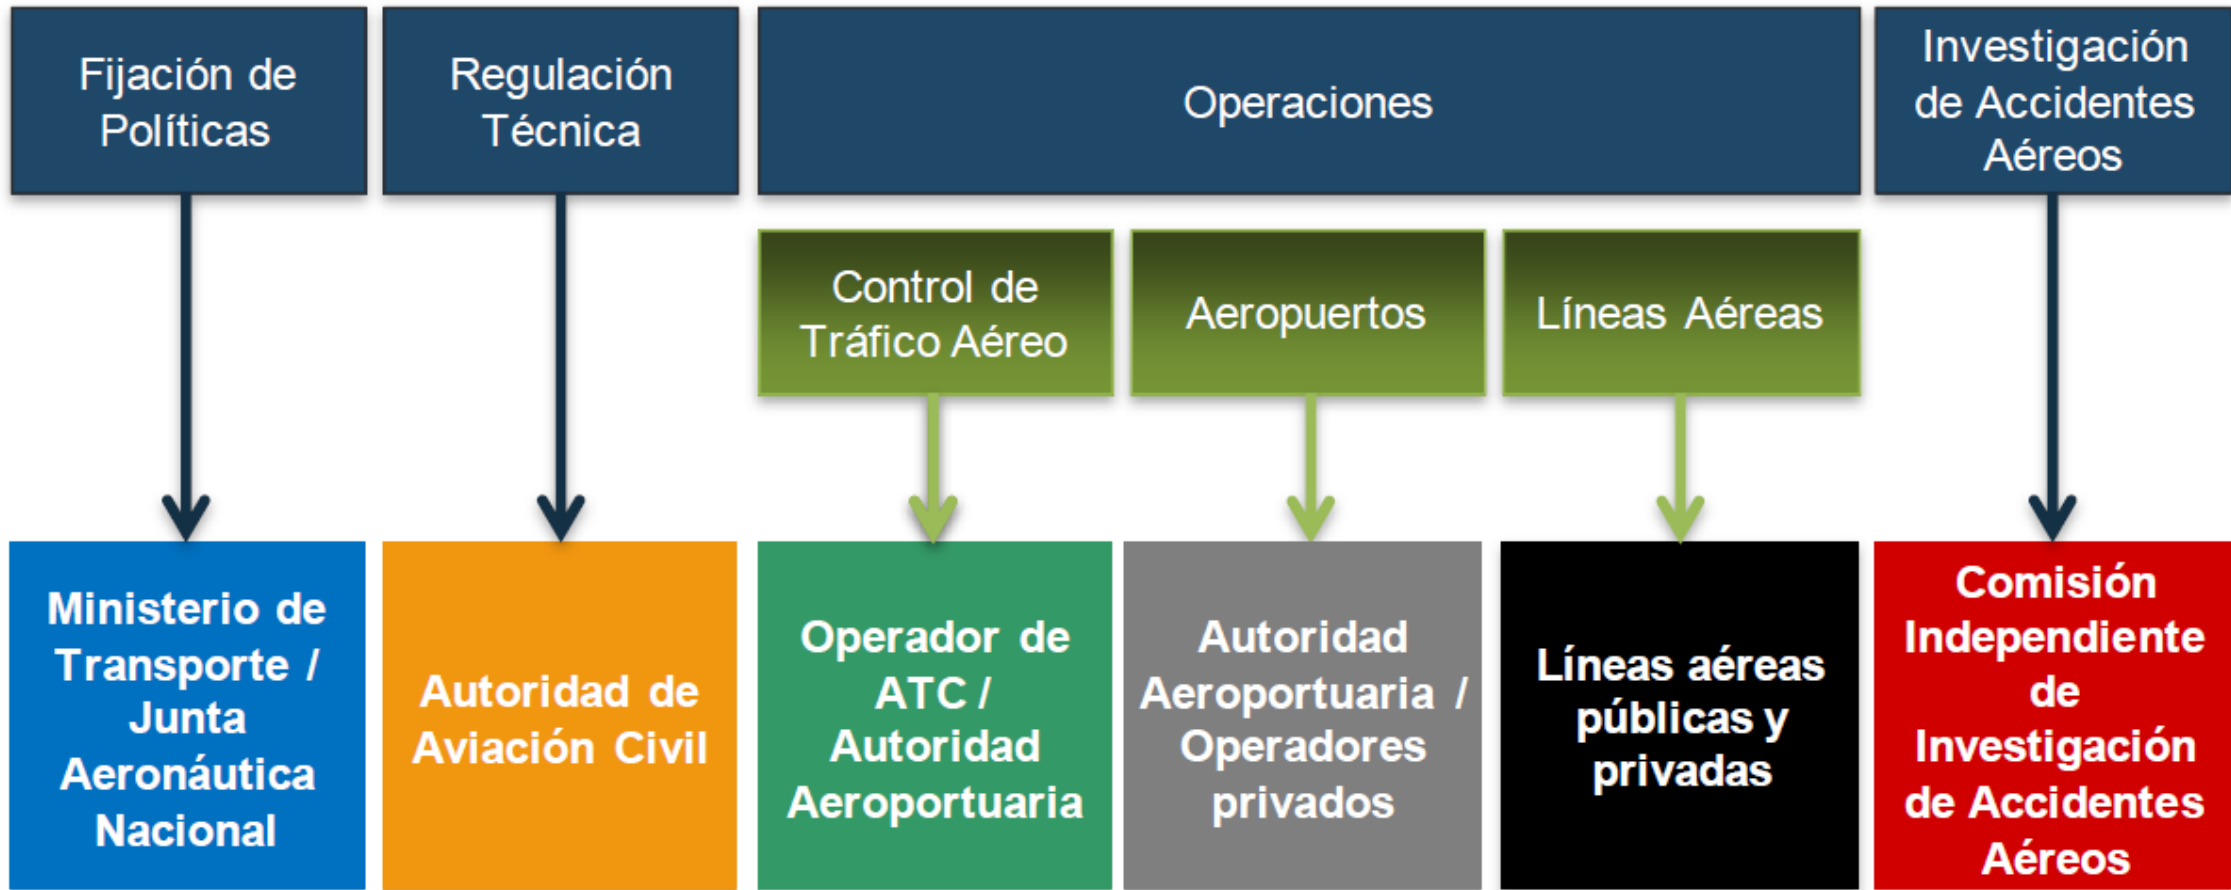 Fijación de
Políticas
Regulación
Técnica
Operaciones
Investigación
de Accidentes
Aéreos
Control de
Tráfico Aéreo
Aeropuertos
Líneas Aéreas
Ministerio de
Transporte /
Junta
Aeronáutica
Nacional
Autoridad de
Aviación Civil
Operador de
ATC /
Autoridad
Aeroportuaria
Autoridad
Aeroportuaria /
Operadores
privados
Líneas aéreas
públicas y
privadas
Comisión
Independiente
de
Investigación
de Accidentes
Aéreos